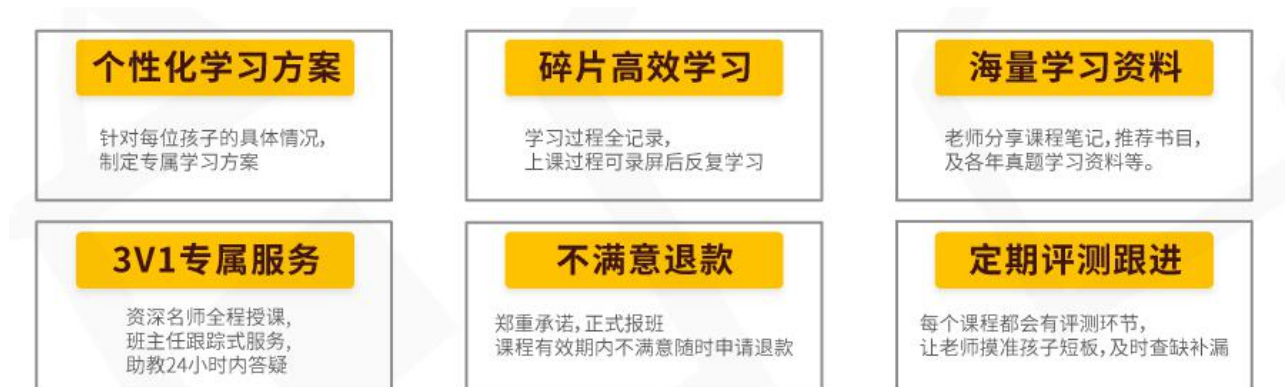 个性化学习方案
针对每位孩子的具体情况,
制定专属学习方案
碎片高效学习
学习过程全记录,
上课过程可录屏后反复学习
海量学习资料
老师分享课程笔记,推荐书目,
及各年真题学习资料等。
3V1专属服务
资深名师全程授课,
班主任跟踪式服务,
助教24小时内答疑
不满意退款
郑重承诺,正式报班
课程有效期内不满意随时申请退款
定期评测跟进
每个课程都会有评测环节,
让老师摸准孩子短板,及时查缺补漏